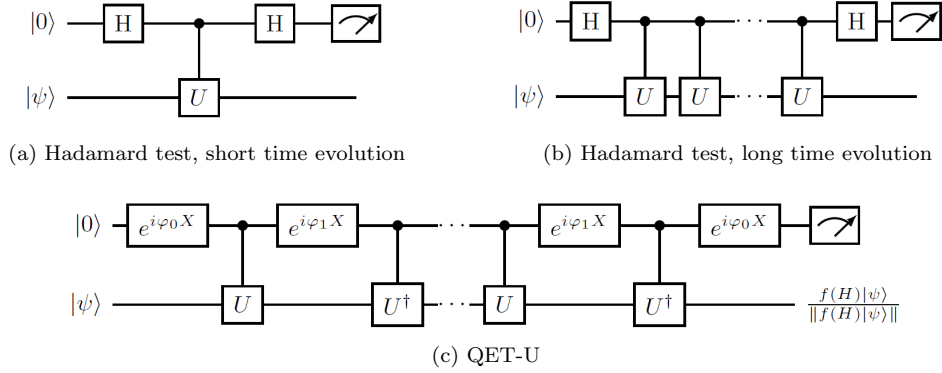 |0⟩ H H
|ψ⟩ U
(a) Hadamard test, short time evolution
|0⟩ H ··· H
|ψ⟩ U U ··· U
(b) Hadamard test, long time evolution
|0⟩ e^{iφ₀X} e^{iφ₁X} ··· e^{iφ₁X} e^{iφ₀X}
|ψ⟩ U U† ··· U U† f(H)|ψ⟩ / ‖f(H)|ψ⟩‖
(c) QET-U